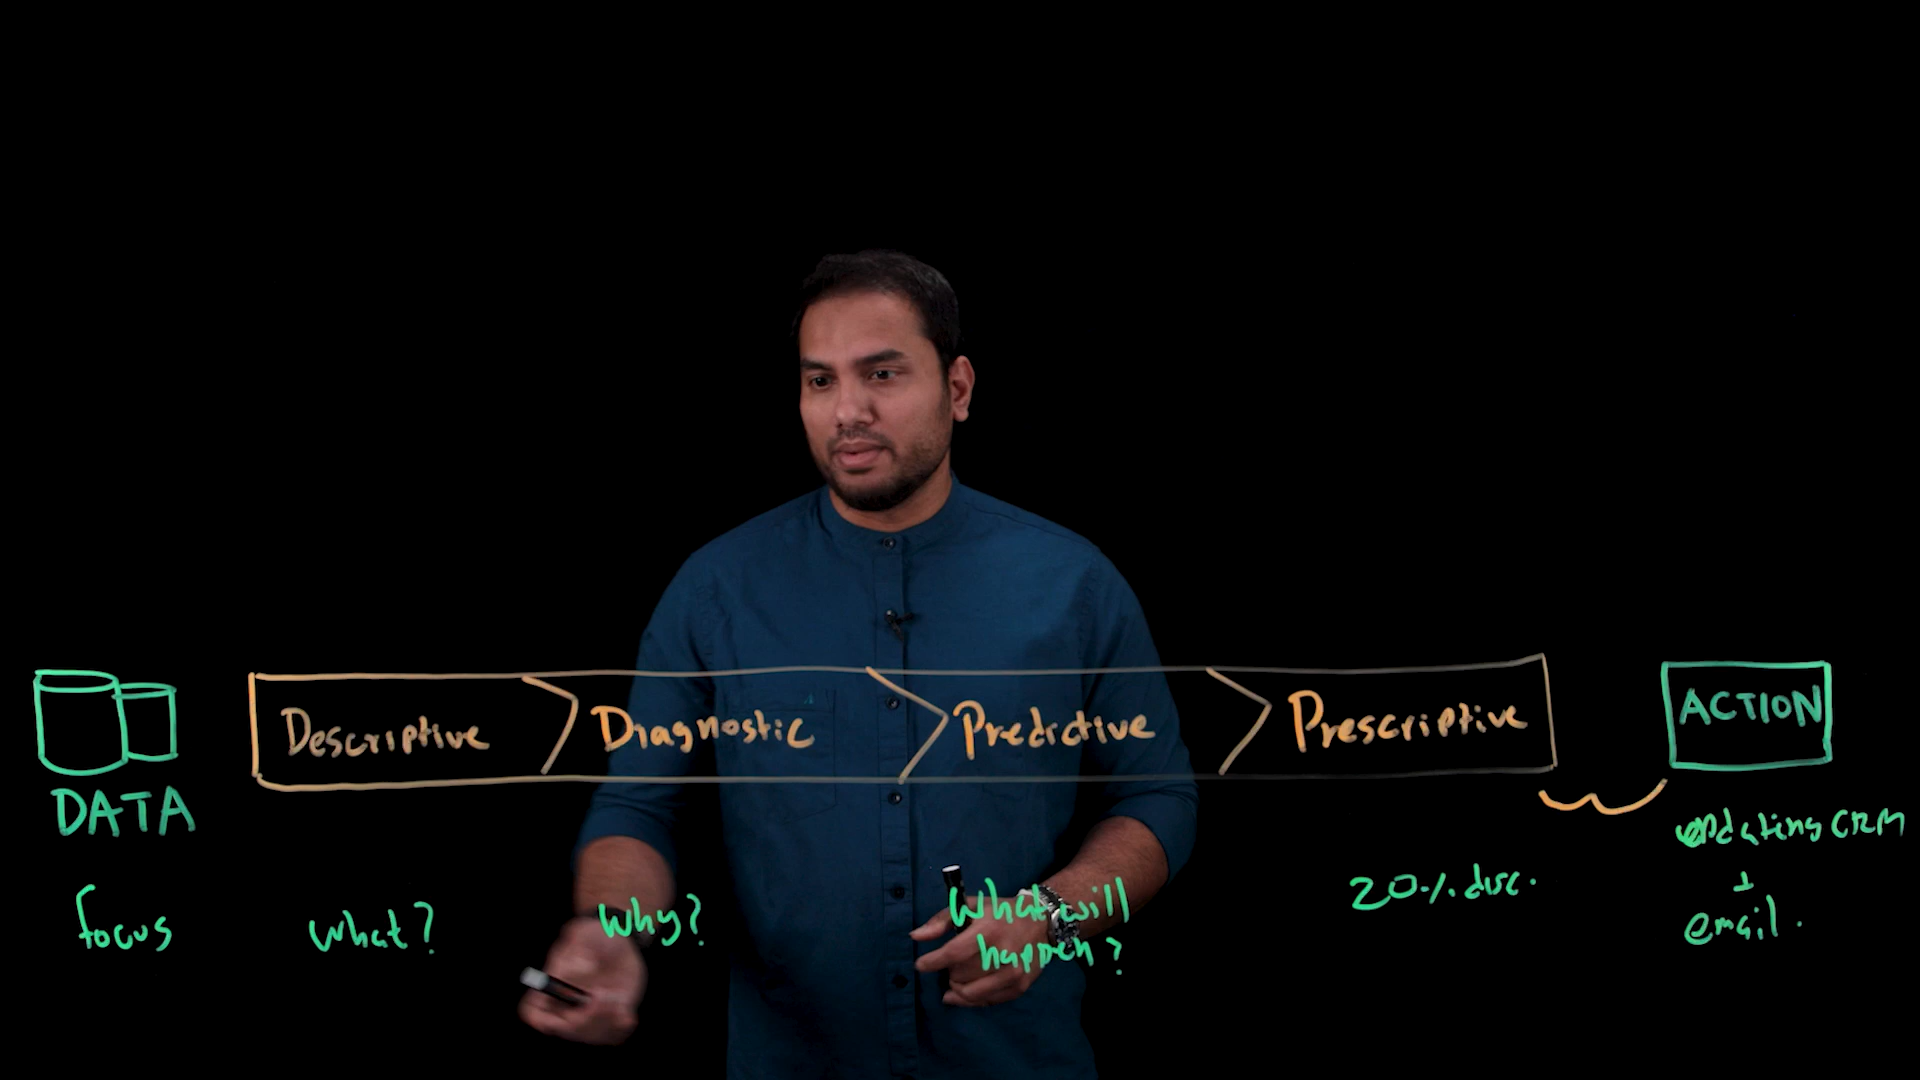 Descriptive Diagnostic Predictive Prescriptive
ACTION
DATA
updating CRM
+
email.
focus
what?
why?
What will
happen?
20% disc.